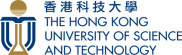 香港科技大學
THE HONG KONG
UNIVERSITY OF SCIENCE
AND TECHNOLOGY